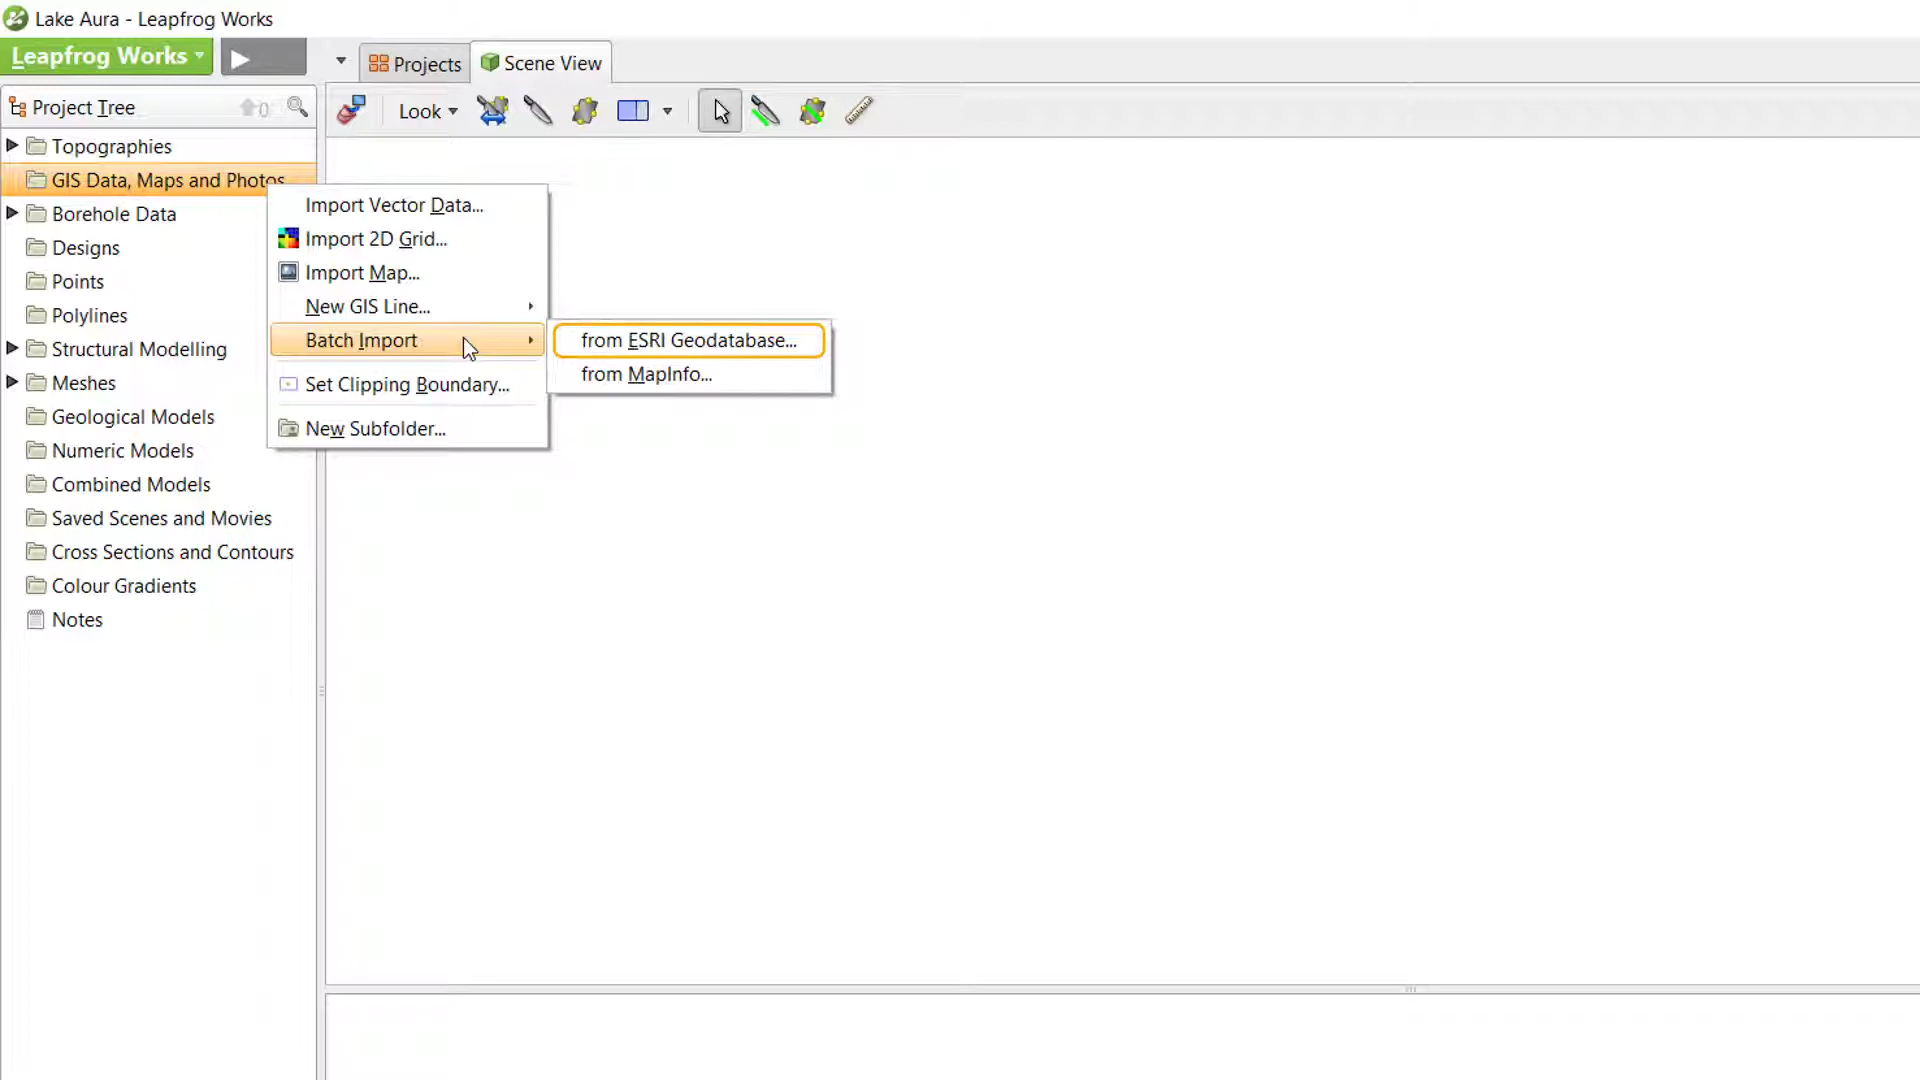 Lake Aura - Leapfrog Works
Leapfrog Works
Projects
Scene View
Project Tree
0
Look
Topographies
GIS Data, Maps and Photos
Borehole Data
Designs
Points
Polylines
Structural Modelling
Meshes
Geological Models
Numeric Models
Combined Models
Saved Scenes and Movies
Cross Sections and Contours
Colour Gradients
Notes
Import Vector Data...
Import 2D Grid...
Import Map...
New GIS Line...
Batch Import
Set Clipping Boundary...
New Subfolder...
from ESRI Geodatabase...
from MapInfo...